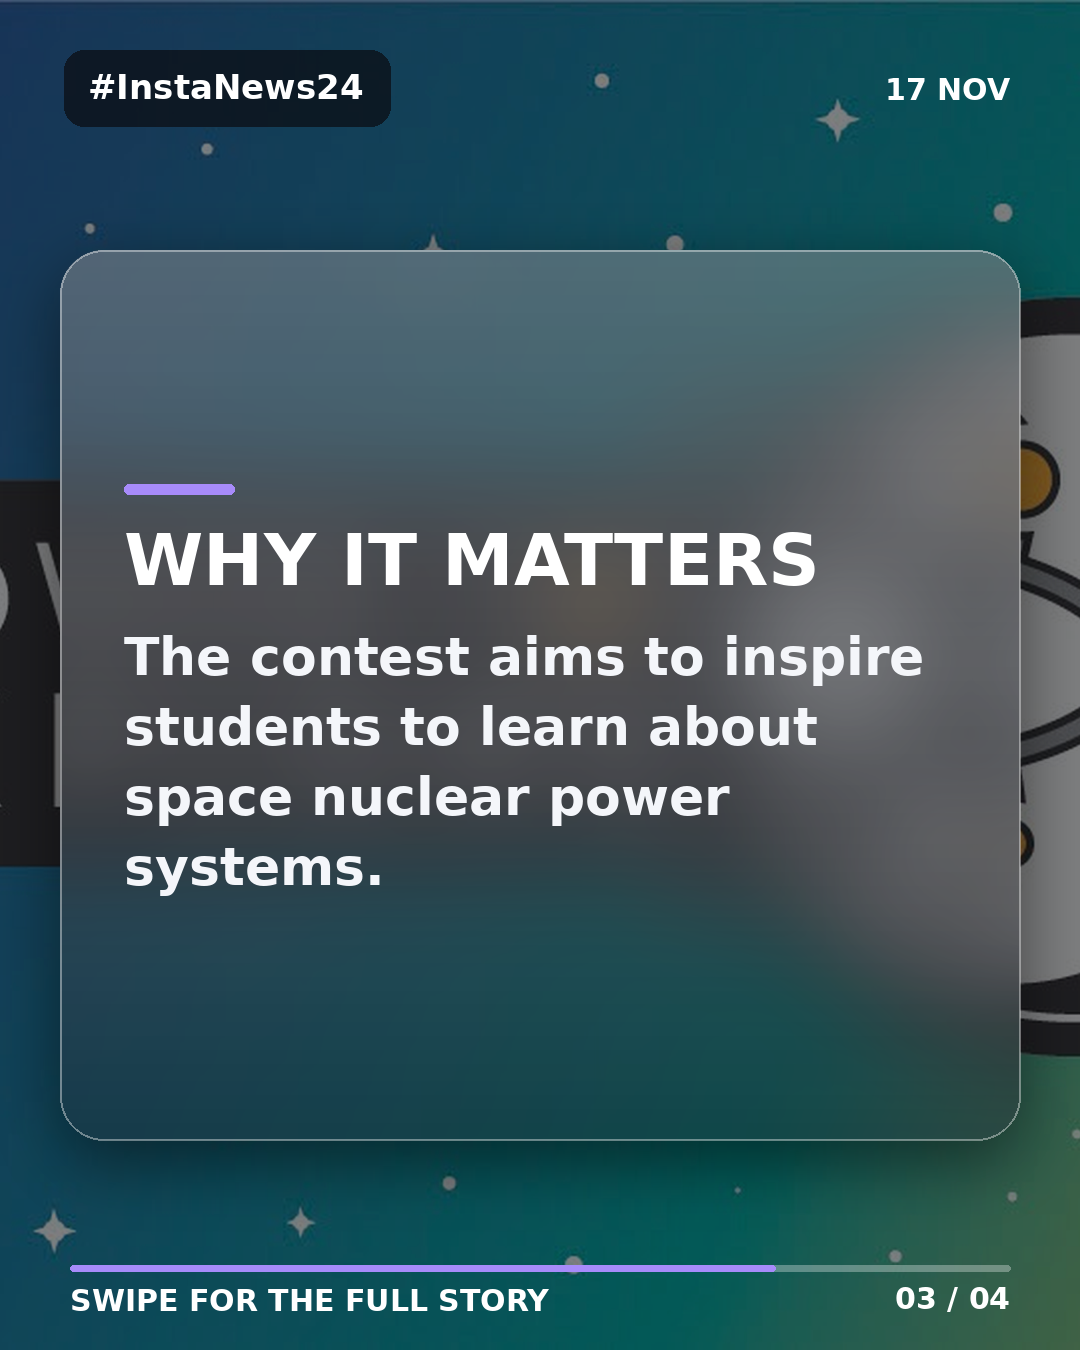 #InstaNews24
17 NOV
WHY IT MATTERS
The contest aims to inspire
students to learn about
space nuclear power
systems.
SWIPE FOR THE FULL STORY
03 / 04